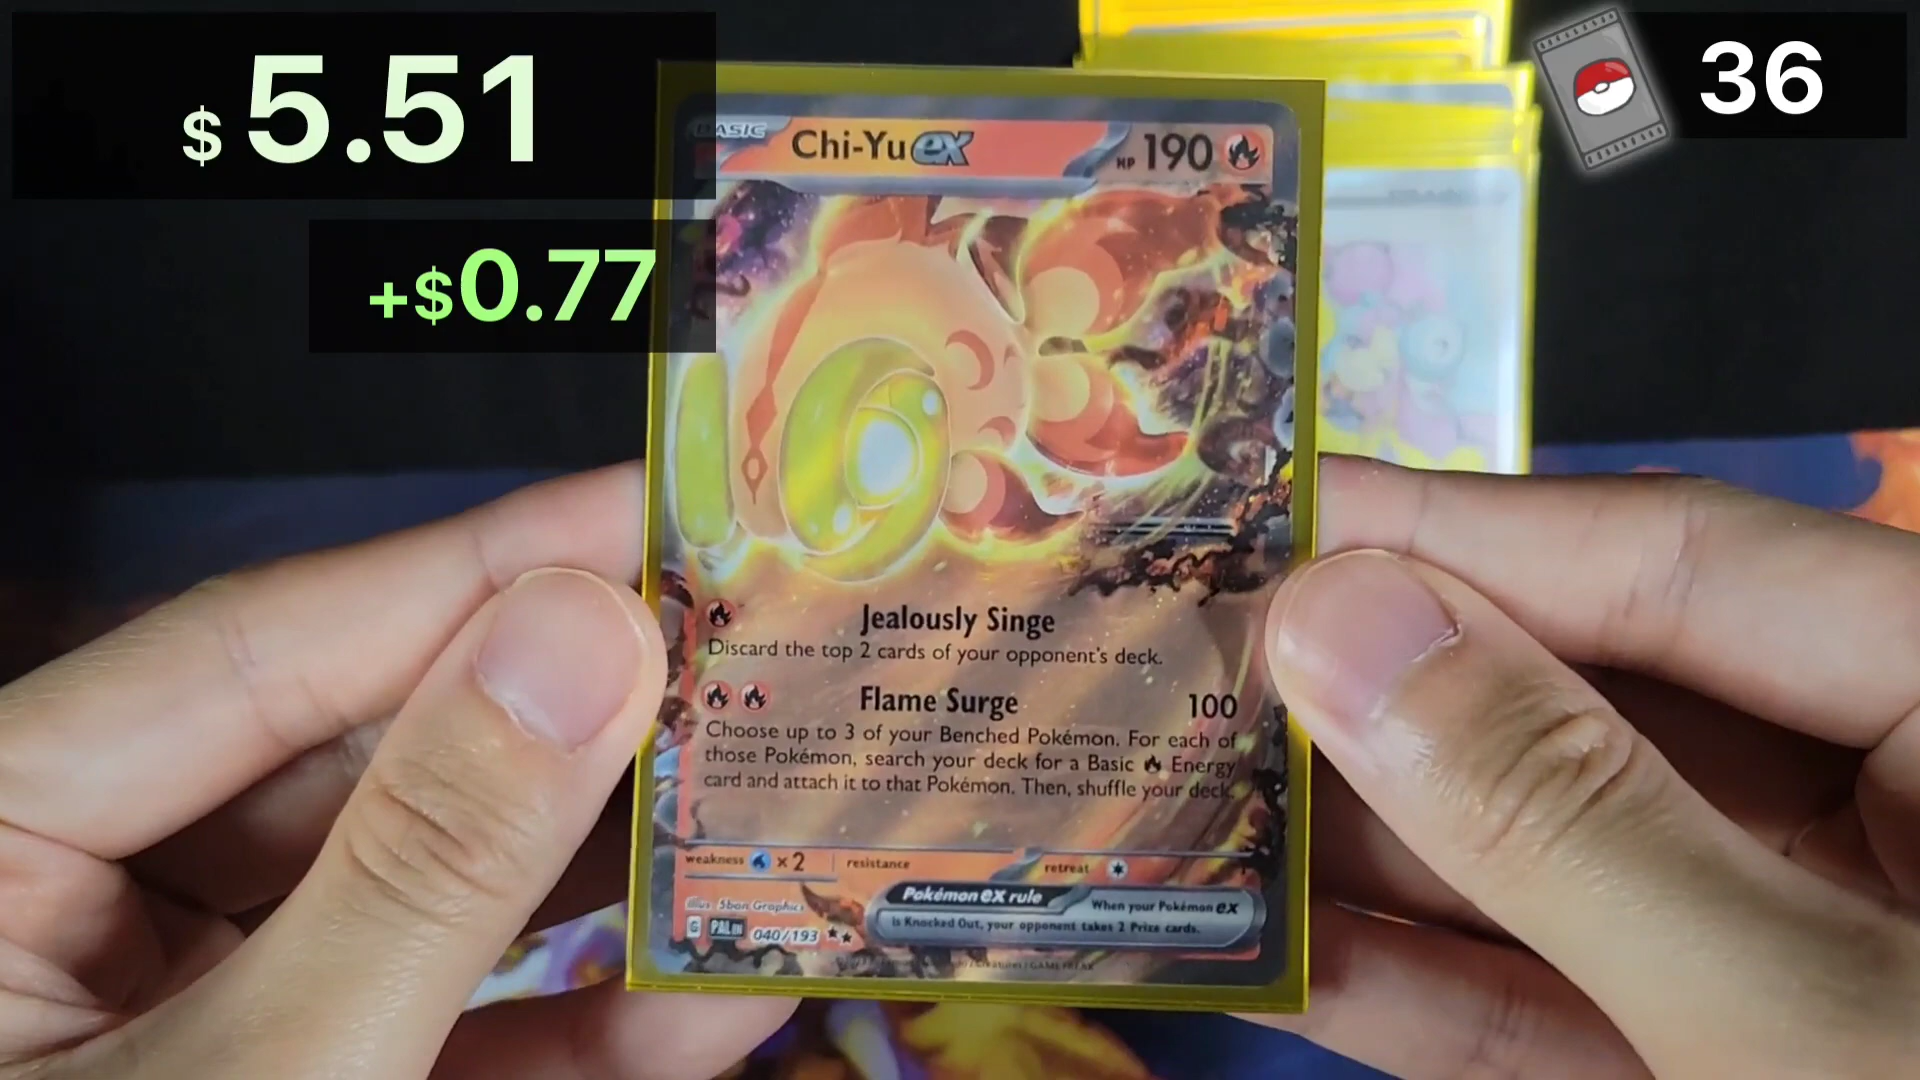 $5.51
+$0.77
36
BASIC
Chi-Yu ex
HP 190
Jealously Singe
Discard the top 2 cards of your opponent's deck.
Flame Surge 100
Choose up to 3 of your Benched Pokémon. For each of
those Pokémon, search your deck for a Basic Energy
card and attach it to that Pokémon. Then, shuffle your deck.
weakness ×2 resistance retreat
Pokémon ex rule When your Pokémon ex
is Knocked Out, your opponent takes 2 Prize cards.
Illus. 5ban Graphics
G PAL EN 040/193